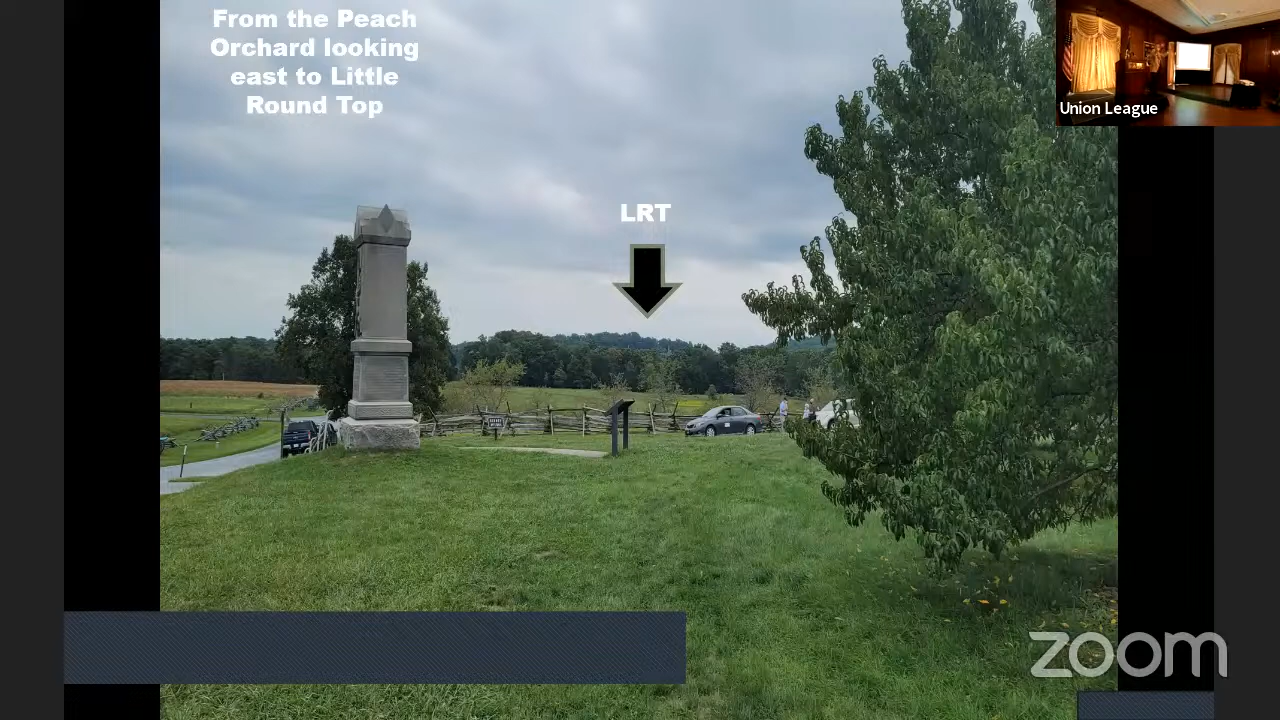 From the Peach
Orchard looking
east to Little
Round Top
Union League
LRT
zoom